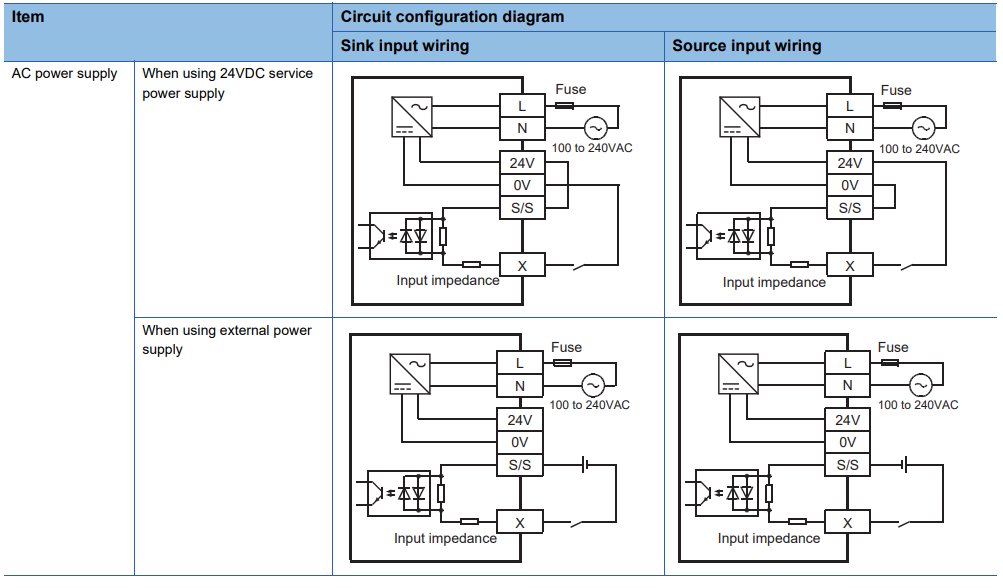 Item
Circuit configuration diagram
Sink input wiring
Source input wiring
AC power supply
When using 24VDC service
power supply
Fuse
L
N
100 to 240VAC
24V
0V
S/S
X
Input impedance
Fuse
L
N
100 to 240VAC
24V
0V
S/S
X
Input impedance
When using external power
supply
Fuse
L
N
100 to 240VAC
24V
0V
S/S
X
Input impedance
Fuse
L
N
100 to 240VAC
24V
0V
S/S
X
Input impedance